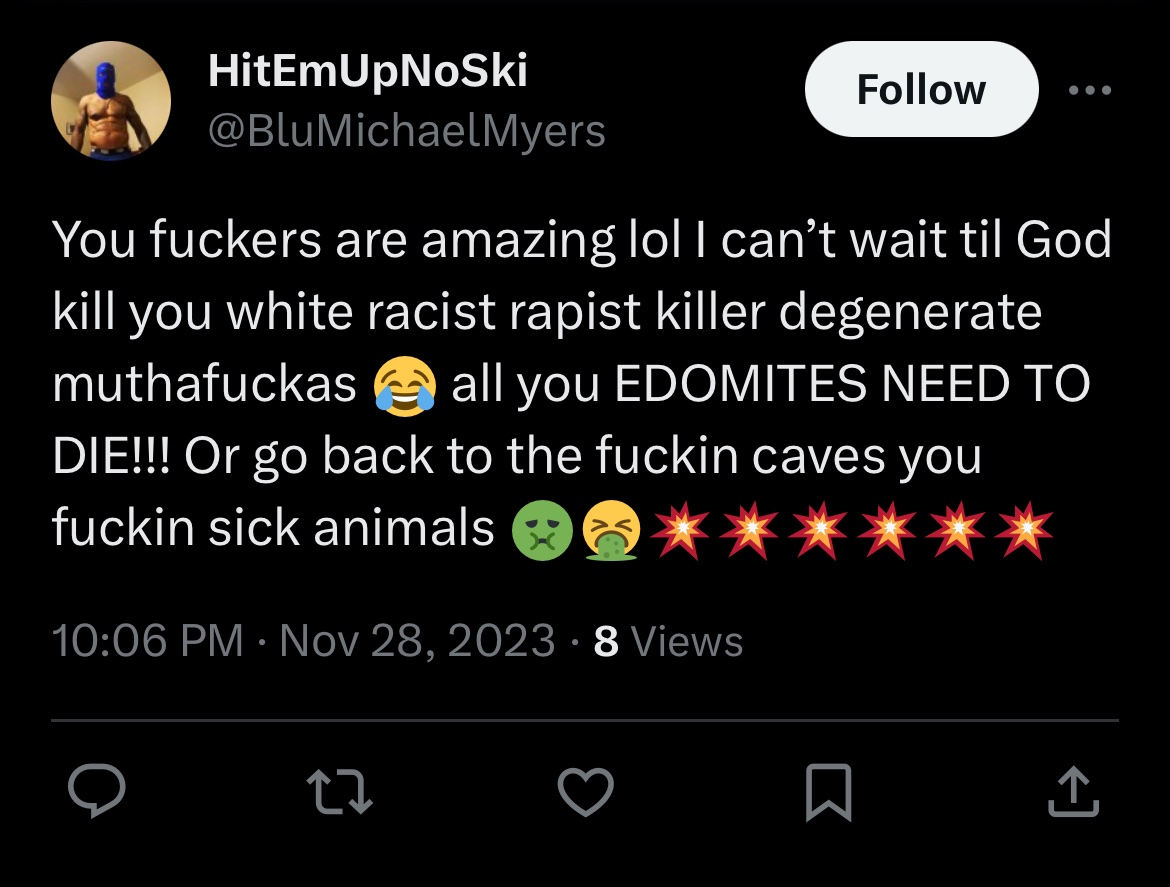 HitEmUpNoSki
@BluMichaelMyers
Follow
You fuckers are amazing lol I can’t wait til God
kill you white racist rapist killer degenerate
muthafuckas 😂 all you EDOMITES NEED TO
DIE!!! Or go back to the fuckin caves you
fuckin sick animals 🤢🤮💥💥💥💥💥💥
10:06 PM · Nov 28, 2023 · 8 Views